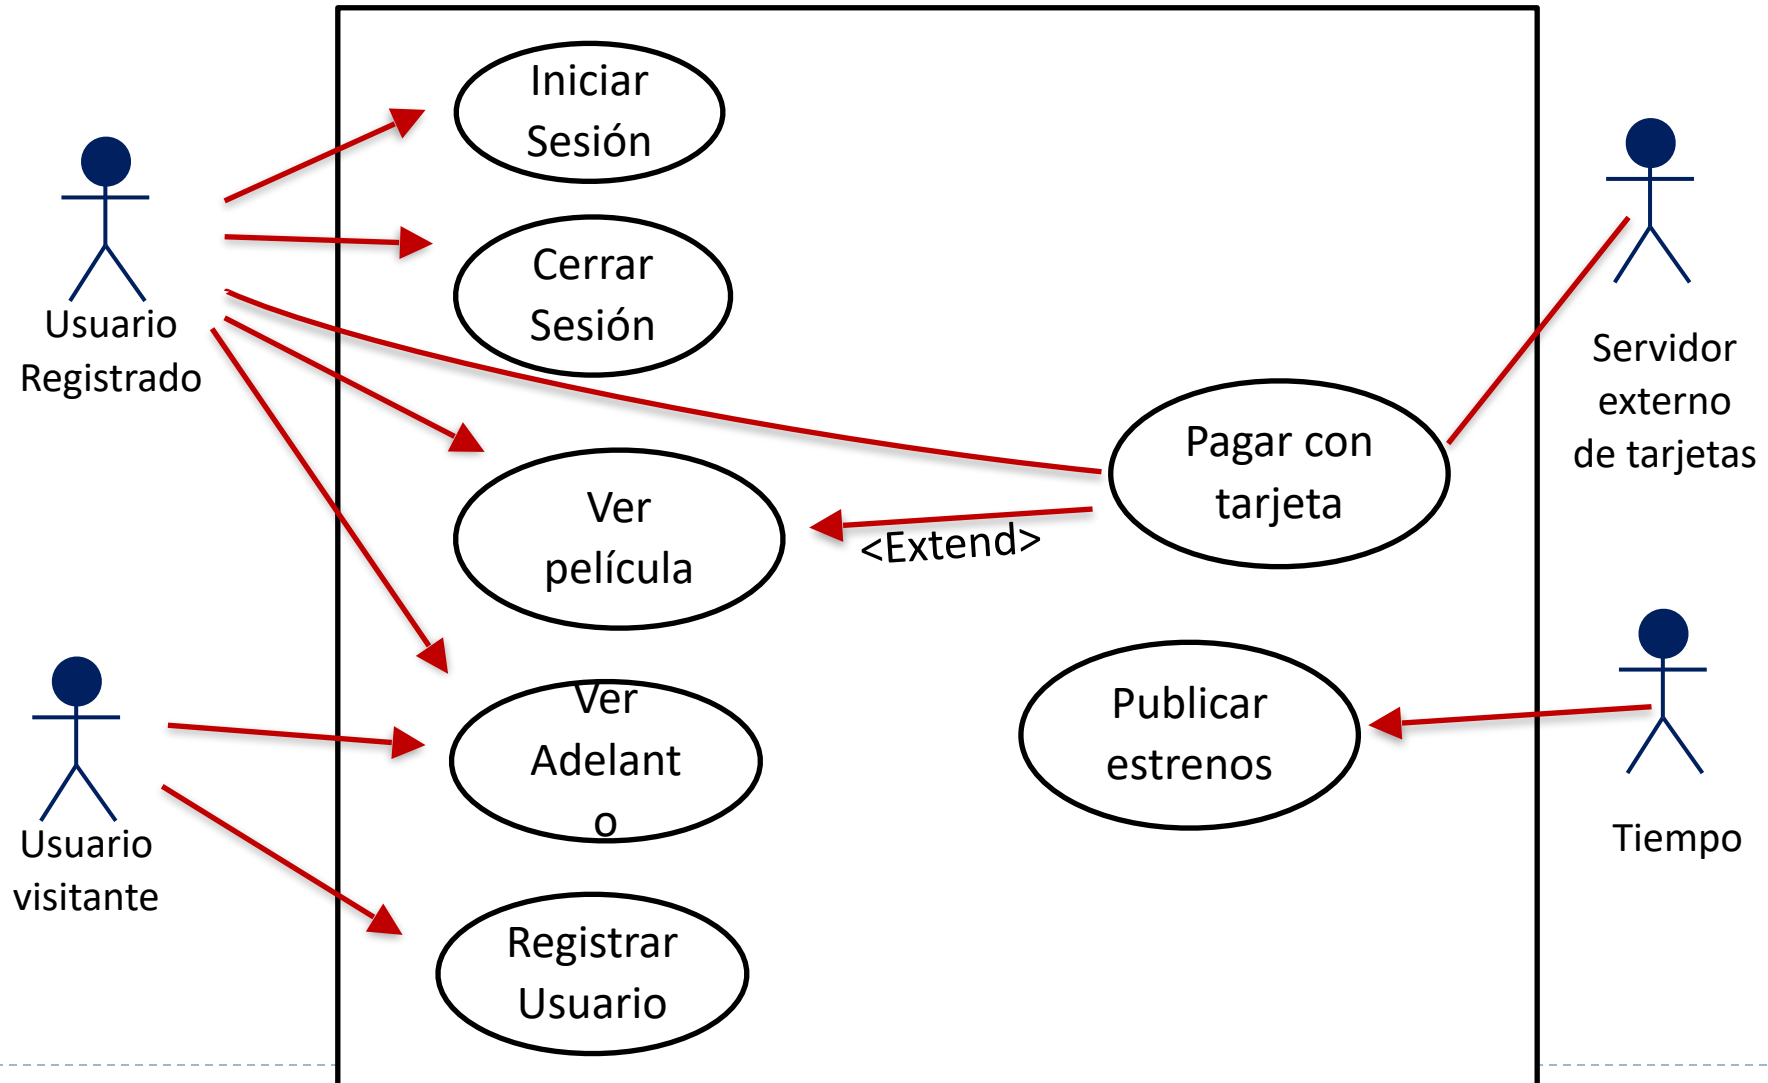 Iniciar
Sesión
Cerrar
Sesión
Usuario
Registrado
Servidor
externo
de tarjetas
Pagar con
tarjeta
Ver
película
<Extend>
Ver
Adelant
o
Publicar
estrenos
Usuario
visitante
Tiempo
Registrar
Usuario